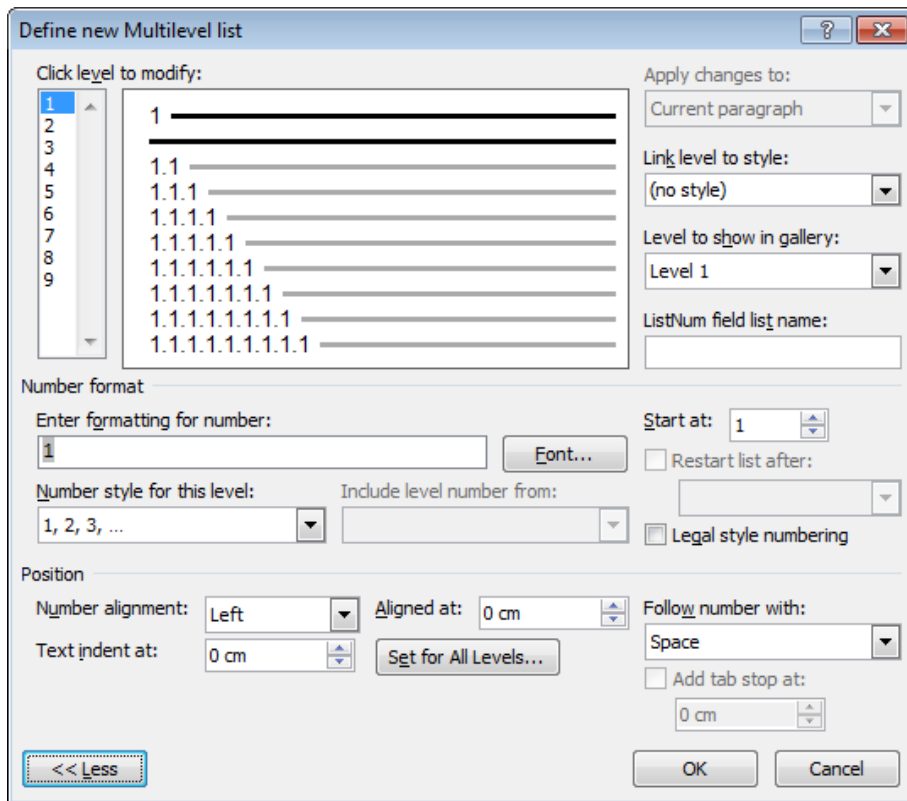 Define new Multilevel list
Click level to modify:
1
2
3
4
5
6
7
8
9
1
1.1
1.1.1
1.1.1.1
1.1.1.1.1
1.1.1.1.1.1
1.1.1.1.1.1.1
1.1.1.1.1.1.1.1
1.1.1.1.1.1.1.1.1
Apply changes to:
Current paragraph
Link level to style:
(no style)
Level to show in gallery:
Level 1
ListNum field list name:
Number format
Enter formatting for number:
1
Font...
Start at: 1
Restart list after:
Number style for this level:
1, 2, 3, ...
Include level number from:
Legal style numbering
Position
Number alignment: Left
Aligned at: 0 cm
Text indent at: 0 cm
Set for All Levels...
Follow number with:
Space
Add tab stop at:
0 cm
<< Less
OK
Cancel